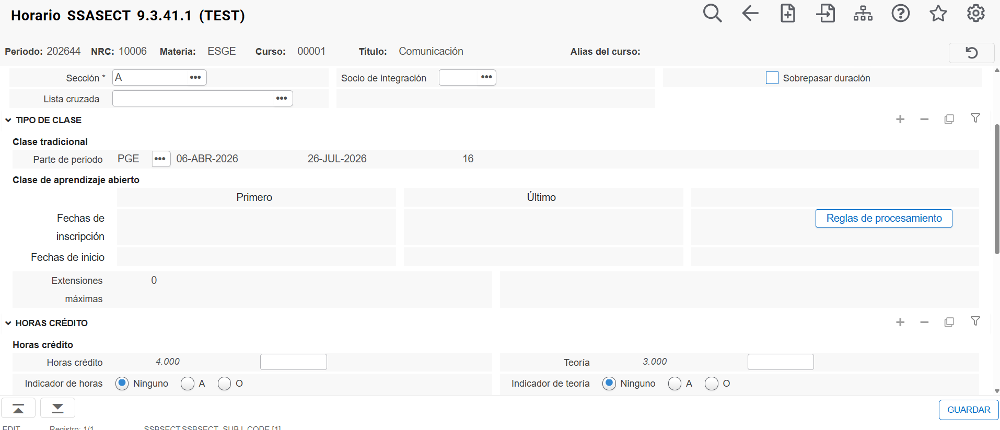 Horario SSASECT 9.3.41.1 (TEST)
Periodo: 202644 NRC: 10006 Materia: ESGE Curso: 00001 Título: Comunicación Alias del curso:
Sección * A ••• Socio de integración ••• Sobrepasar duración
Lista cruzada •••
TIPO DE CLASE
Clase tradicional
Parte de periodo PGE ••• 06-ABR-2026 26-JUL-2026 16
Clase de aprendizaje abierto
Primero Último
Fechas de inscripción Reglas de procesamiento
Fechas de inicio
Extensiones máximas 0
HORAS CRÉDITO
Horas crédito
Horas crédito 4.000 Teoría 3.000
Indicador de horas Ninguno A O Indicador de teoría Ninguno A O
GUARDAR
EDIT Registro: 1/1 SSBSECT.SSBSECT_SUBJ_CODE [1]